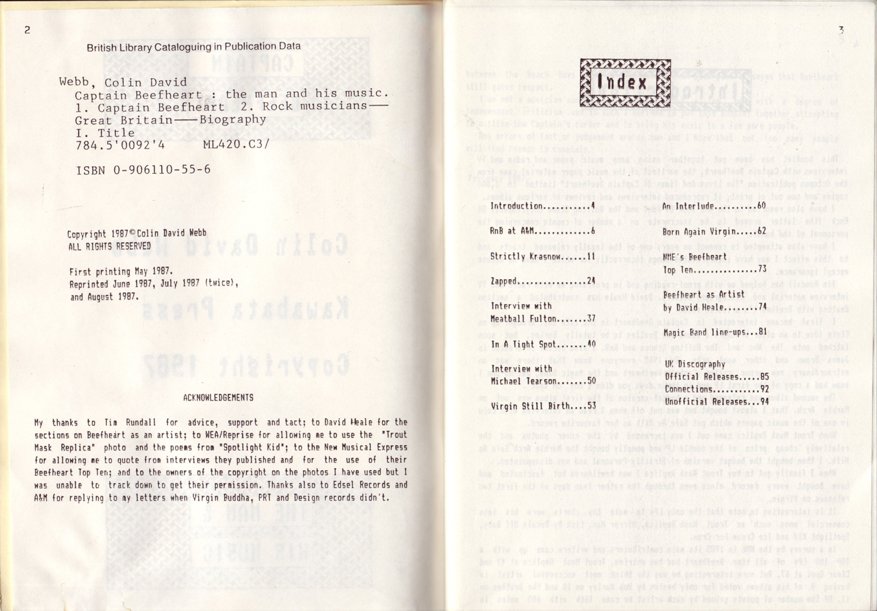 2
British Library Cataloguing in Publication Data
Webb, Colin David
Captain Beefheart : the man and his music.
1. Captain Beefheart 2. Rock musicians—
Great Britain—Biography
I. Title
784.5'0092'4 ML420.C3/
ISBN 0-906110-55-6
Copyright 1987©Colin David Webb
ALL RIGHTS RESERVED
First printing May 1987.
Reprinted June 1987, July 1987 (twice),
and August 1987.
ACKNOWLEDGEMENTS
My thanks to Tim Rundall for advice, support and tact; to David Heale for the
sections on Beefheart as an artist; to WEA/Reprise for allowing me to use the "Trout
Mask Replica" photo and the poems from "Spotlight Kid"; to the New Musical Express
for allowing me to quote from interviews they published and for the use of their
Beefheart Top Ten; and to the owners of the copyright on the photos I have used but I
was unable to track down to get their permission. Thanks also to Edsel Records and
A&M for replying to my letters when Virgin Buddha, PRT and Design records didn't.
3
Index
Introduction...........4
RnB at A&M.............6
Strictly Krasnow......11
Zapped................24
Interview with
Meatball Fulton.......37
In A Tight Spot.......40
Interview with
Michael Tearson.......50
Virgin Still Birth....53
An Interlude..........60
Born Again Virgin.....62
NME's Beefheart
Top Ten...............73
Beefheart as Artist
by David Heale........74
Magic Band line-ups...81
UK Discography
Official Releases.....85
Connections...........92
Unofficial Releases...94